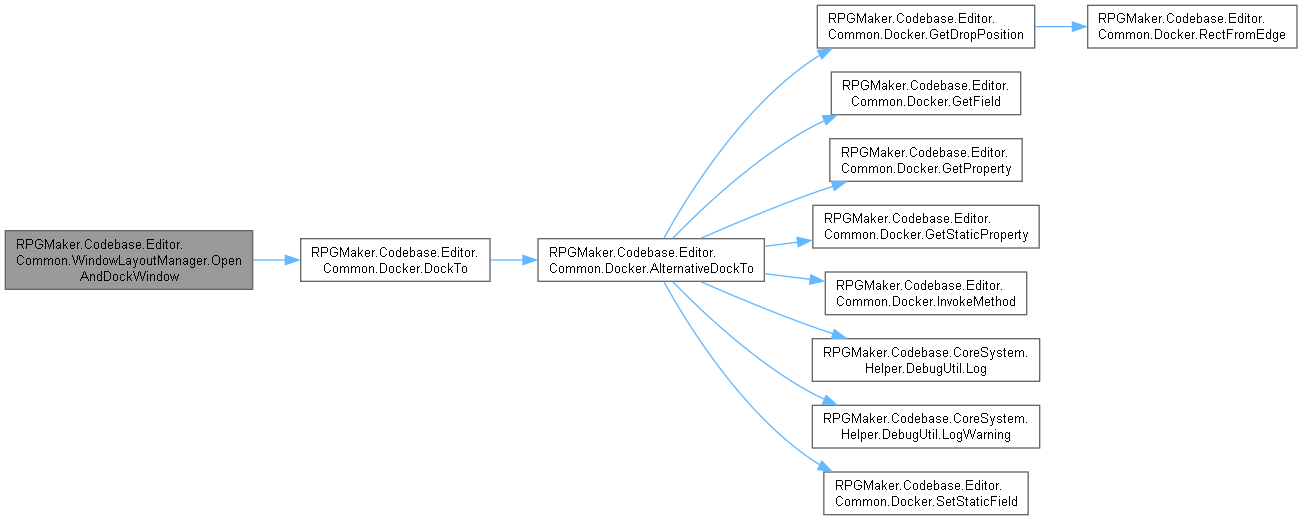 RPGMaker.Codebase.Editor.
Common.WindowLayoutManager.Open
AndDockWindow
RPGMaker.Codebase.Editor.
Common.Docker.DockTo
RPGMaker.Codebase.Editor.
Common.Docker.AlternativeDockTo
RPGMaker.Codebase.Editor.
Common.Docker.GetDropPosition
RPGMaker.Codebase.Editor.
Common.Docker.RectFromEdge
RPGMaker.Codebase.Editor.
Common.Docker.GetField
RPGMaker.Codebase.Editor.
Common.Docker.GetProperty
RPGMaker.Codebase.Editor.
Common.Docker.GetStaticProperty
RPGMaker.Codebase.Editor.
Common.Docker.InvokeMethod
RPGMaker.Codebase.CoreSystem.
Helper.DebugUtil.Log
RPGMaker.Codebase.CoreSystem.
Helper.DebugUtil.LogWarning
RPGMaker.Codebase.Editor.
Common.Docker.SetStaticField